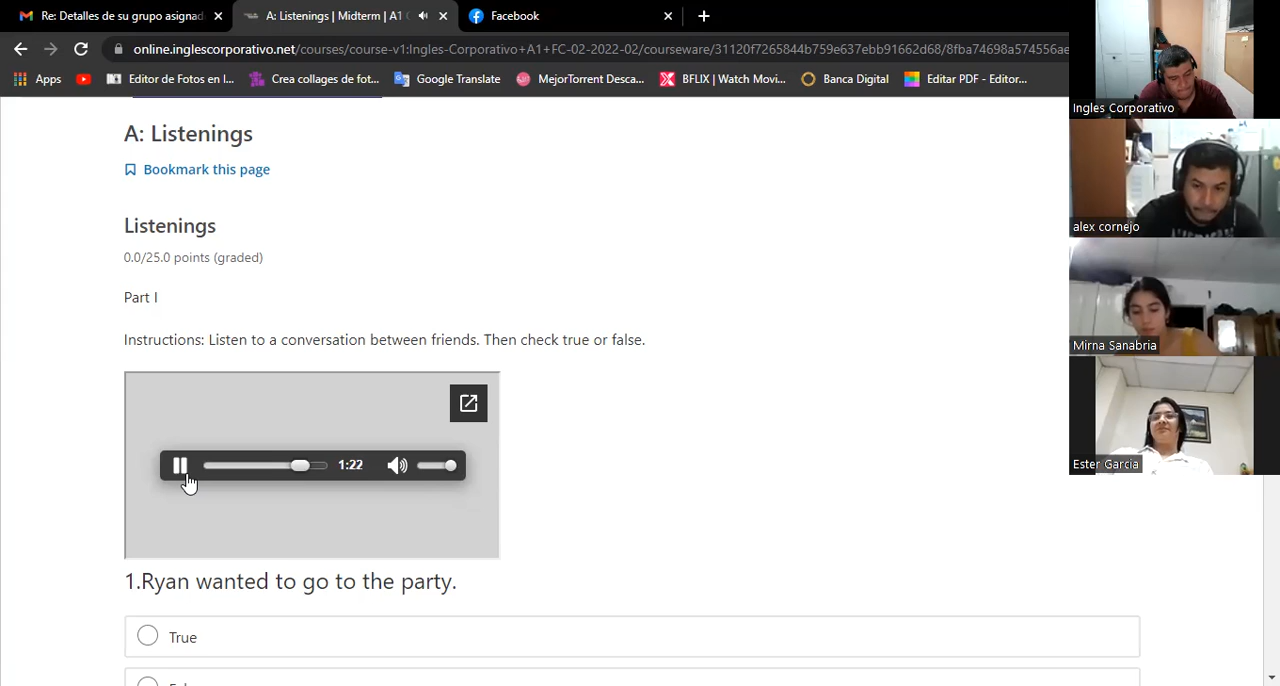 Re: Detalles de su grupo asignad
A: Listenings | Midterm | A1
Facebook
online.inglescorporativo.net/courses/course-v1:Ingles-Corporativo+A1+FC-02-2022-02/courseware/31120f7265844b759e637ebb91662d68/8fba74698a574556ae
Apps
Editor de Fotos en l...
Crea collages de fot...
Google Translate
MejorTorrent Desca...
BFLIX | Watch Movi...
Banca Digital
Editar PDF - Editor...
Ingles Corporativo
alex cornejo
Mirna Sanabria
Ester Garcia
A: Listenings
Bookmark this page
Listenings
0.0/25.0 points (graded)
Part I
Instructions: Listen to a conversation between friends. Then check true or false.
1:22
1.Ryan wanted to go to the party.
True